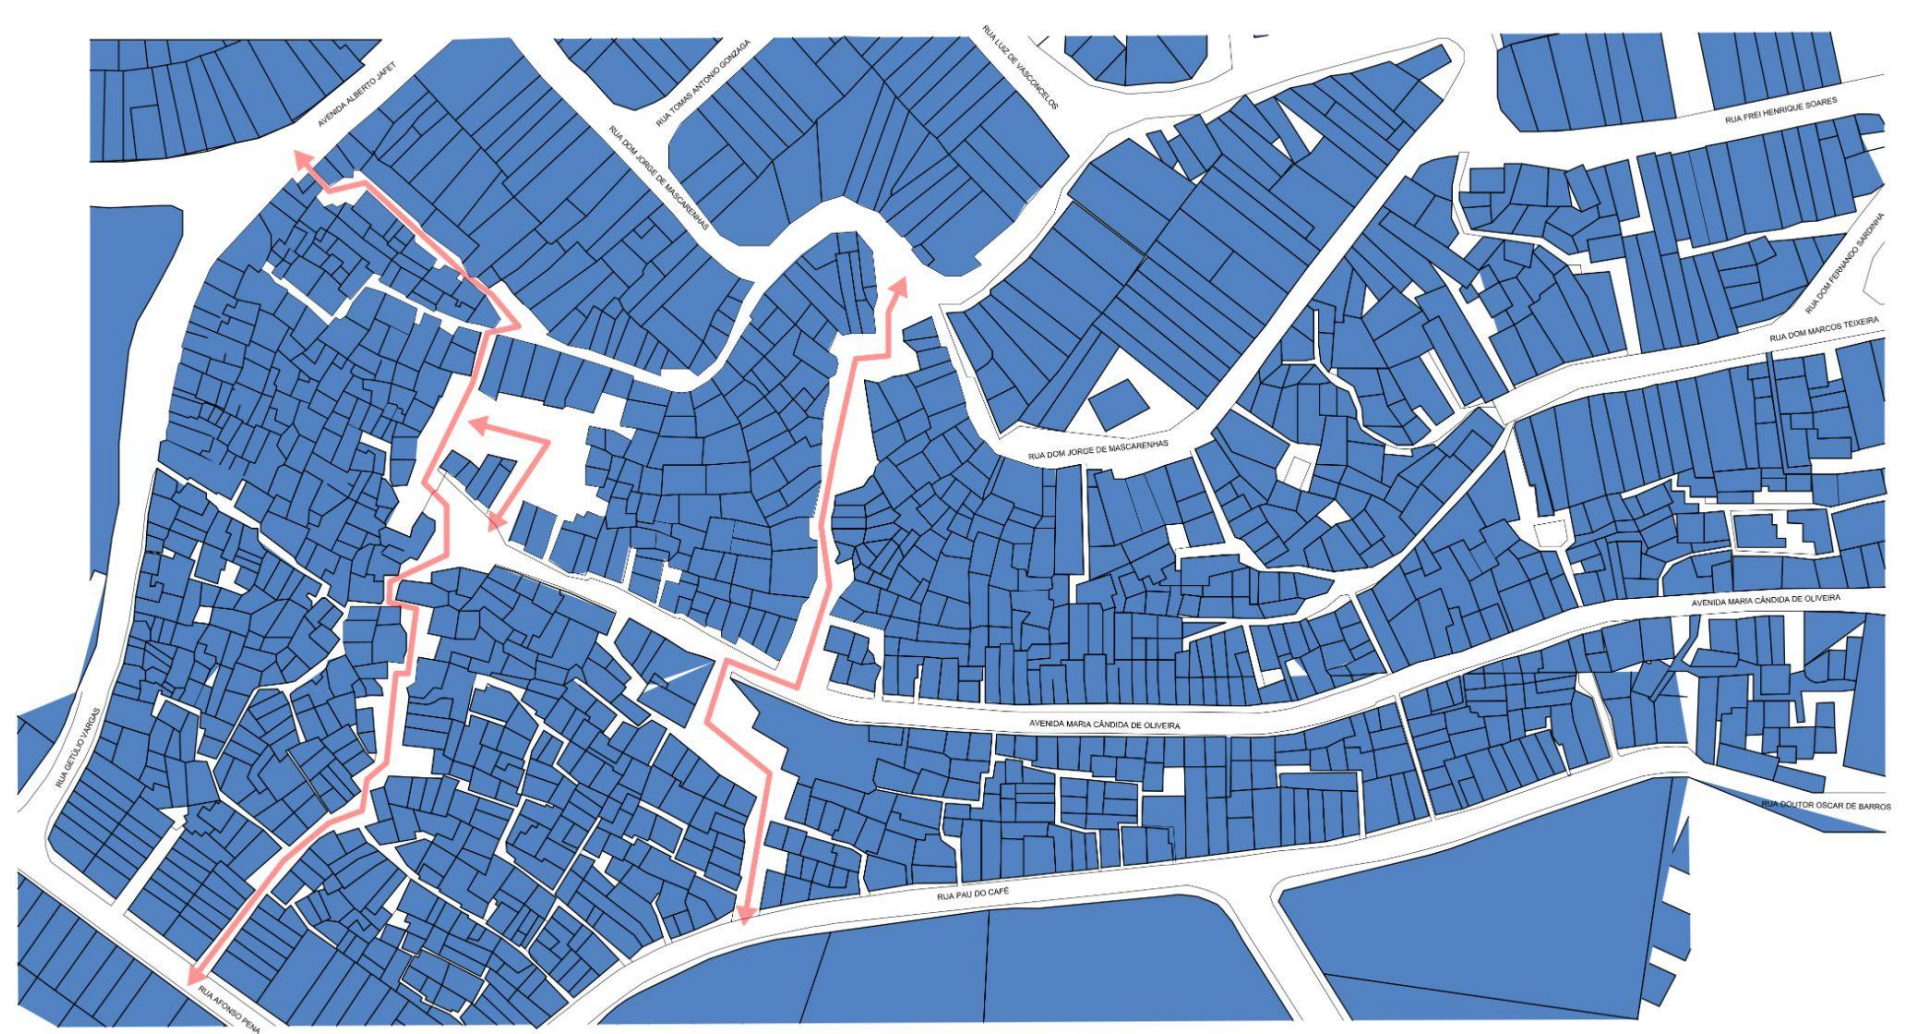 RUA LUIZ DE VASCONCELOS
RUA TOMAS ANTONIO GONZAGA
AVENIDA ALBERTO JAFET
RUA FREI HENRIQUE SOARES
RUA DOM JORGE DE MASCARENHAS
RUA DOM FERNANDO SARDINHA
RUA DOM MARCOS TEIXEIRA
RUA DOM JORGE DE MASCARENHAS
AVENIDA MARIA CÂNDIDA DE OLIVEIRA
AVENIDA MARIA CÂNDIDA DE OLIVEIRA
RUA GETÚLIO VARGAS
RUA DOUTOR OSCAR DE BARROS
RUA PAU DO CAFÉ
RUA AFONSO PENA